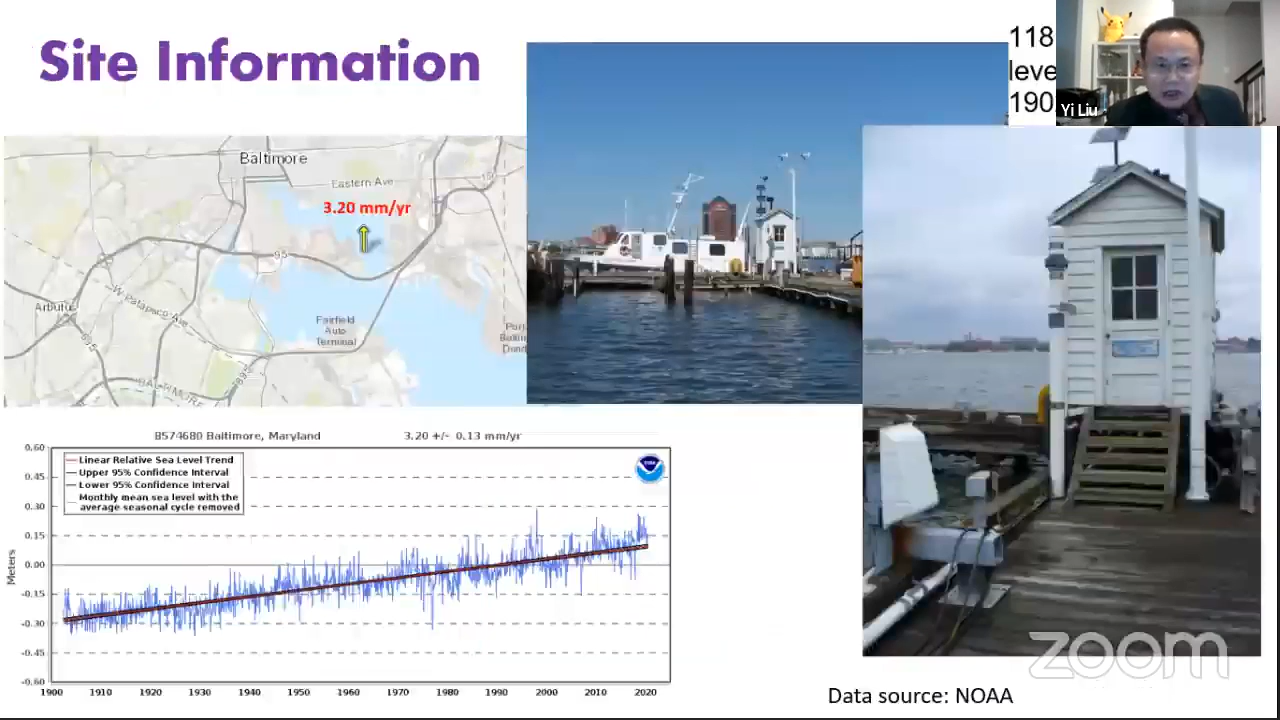 Site Information
118
leve
190
Yi Liu
Baltimore
Eastern Ave
3.20 mm/yr
95
Arbutus
W Patapsco Ave
Fairfield
Auto
Terminal
Port
895
BALTIMORE
8574680 Baltimore, Maryland 3.20 +/- 0.13 mm/yr
Linear Relative Sea Level Trend
Upper 95% Confidence Interval
Lower 95% Confidence Interval
Monthly mean sea level with the
average seasonal cycle removed
Meters
0.60
0.45
0.30
0.15
0.00
-0.15
-0.30
-0.45
-0.60
1900 1910 1920 1930 1940 1950 1960 1970 1980 1990 2000 2010 2020
zoom
Data source: NOAA